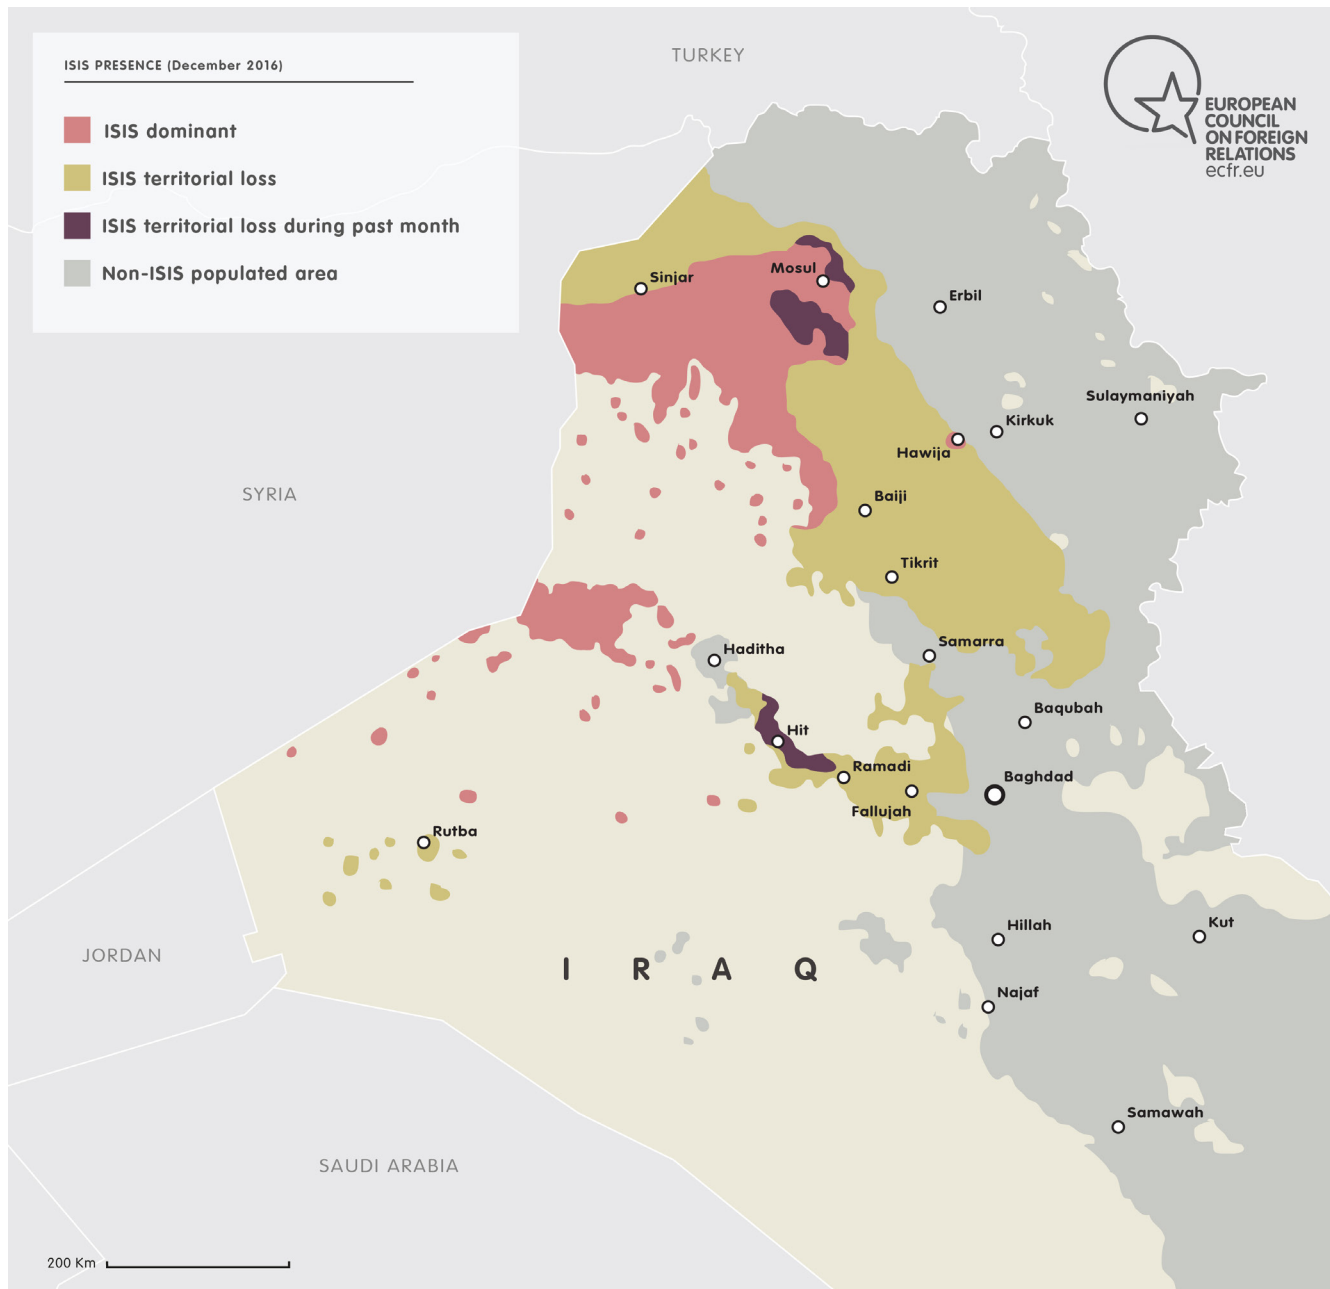 ISIS PRESENCE (December 2016)
ISIS dominant
ISIS territorial loss
ISIS territorial loss during past month
Non-ISIS populated area
TURKEY
EUROPEAN
COUNCIL
ON FOREIGN
RELATIONS
ecfr.eu
Sinjar
Mosul
Erbil
Sulaymaniyah
Kirkuk
Hawija
SYRIA
Baiji
Tikrit
Samarra
Haditha
Baqubah
Hit
Ramadi
Baghdad
Fallujah
Rutba
Hillah
Kut
JORDAN
I R A Q
Najaf
Samawah
SAUDI ARABIA
200 Km